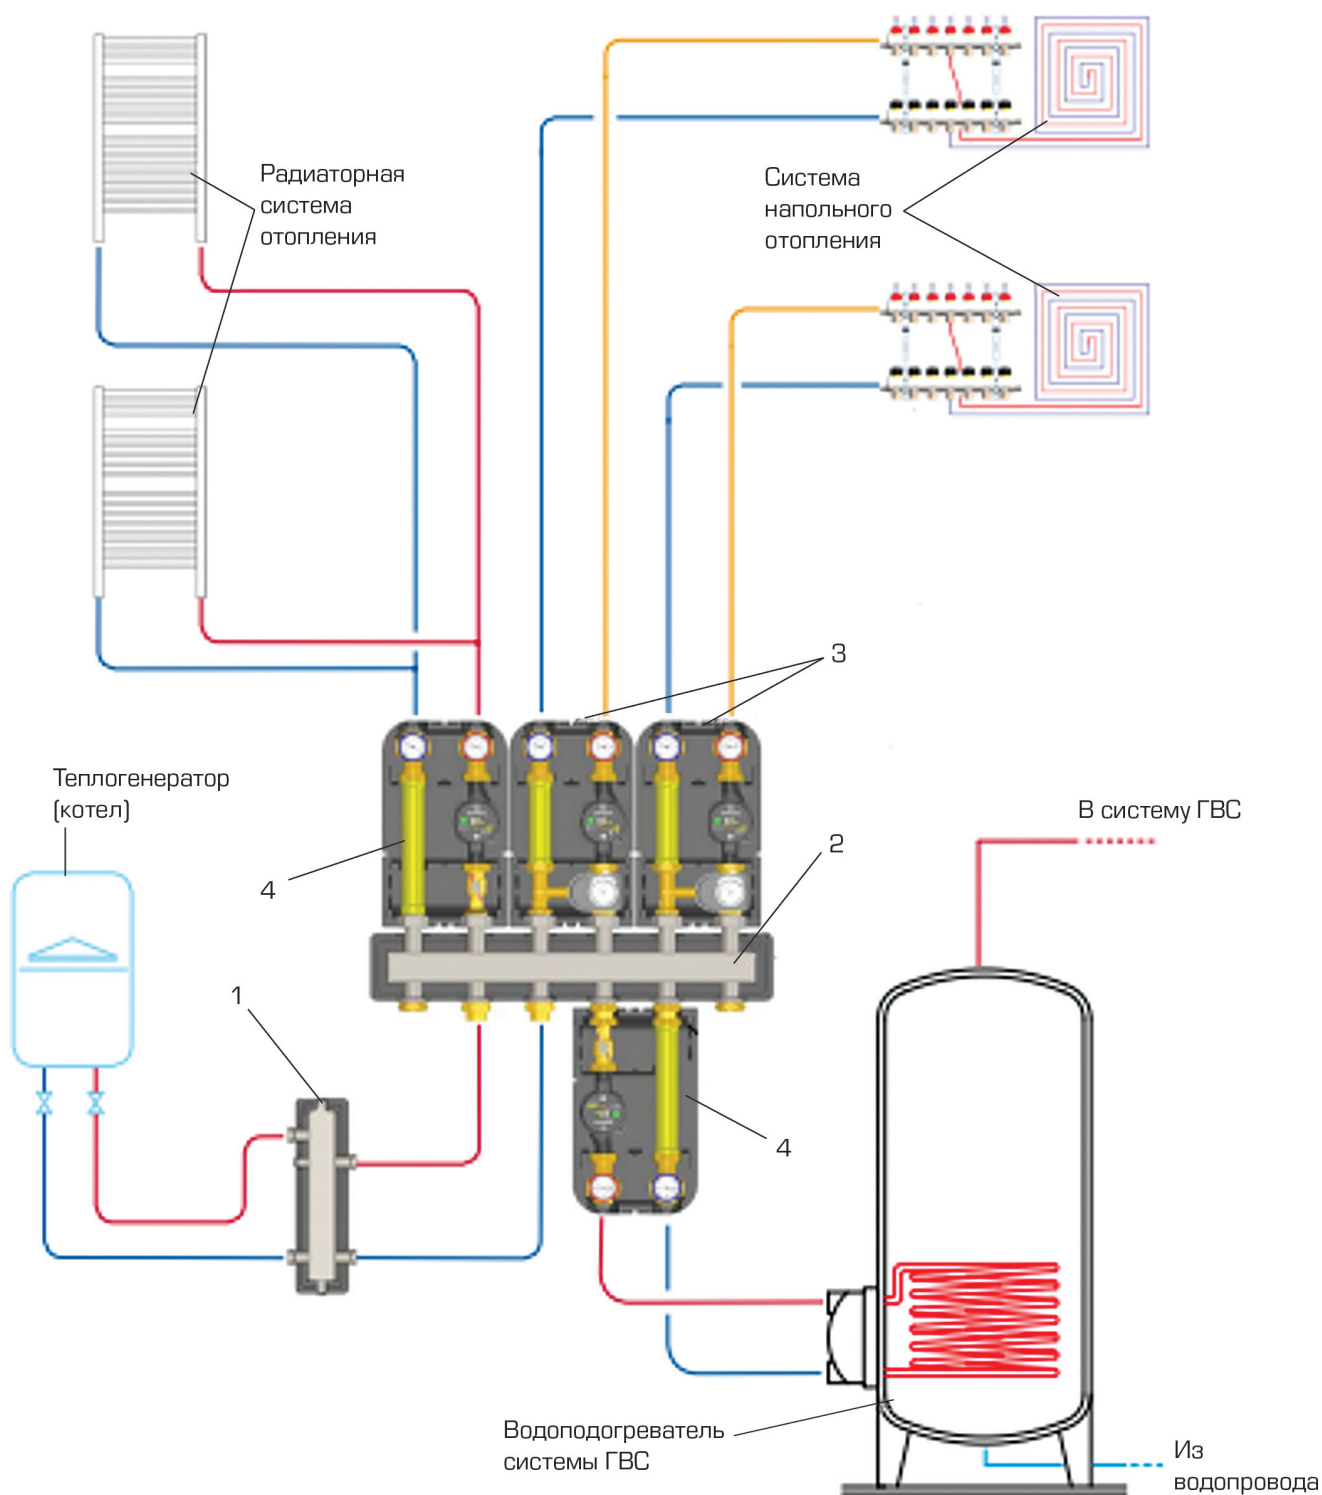 Радиаторная
система
отопления
Система
напольного
отопления
3
Теплогенератор
(котел)
В систему ГВС
2
4
1
4
Водоподогреватель
системы ГВС
Из
водопровода